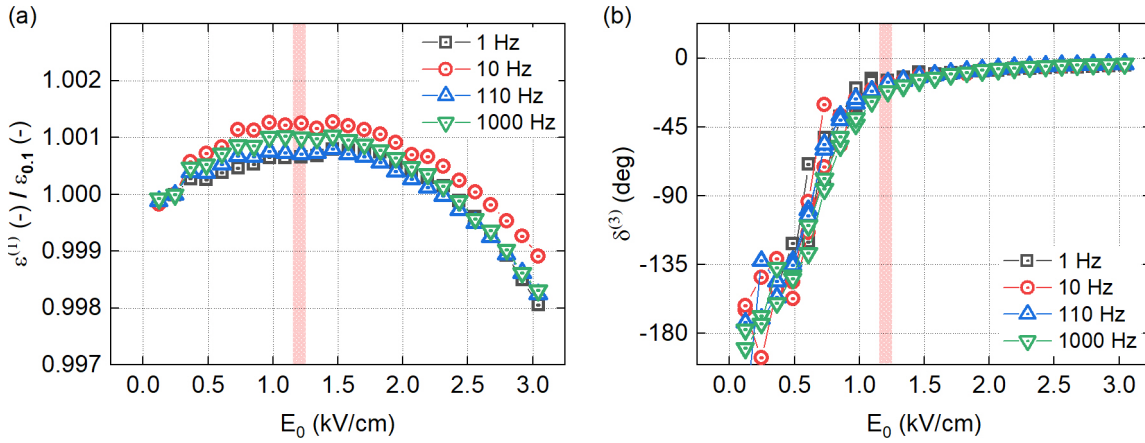 (a)
ε⁽¹⁾ (-) / ε₀.₁ (-)
1.002
1.001
1.000
0.999
0.998
0.997
1 Hz
10 Hz
110 Hz
1000 Hz
0.0 0.5 1.0 1.5 2.0 2.5 3.0
E₀ (kV/cm)
(b)
δ⁽³⁾ (deg)
0
-45
-90
-135
-180
1 Hz
10 Hz
110 Hz
1000 Hz
0.0 0.5 1.0 1.5 2.0 2.5 3.0
E₀ (kV/cm)